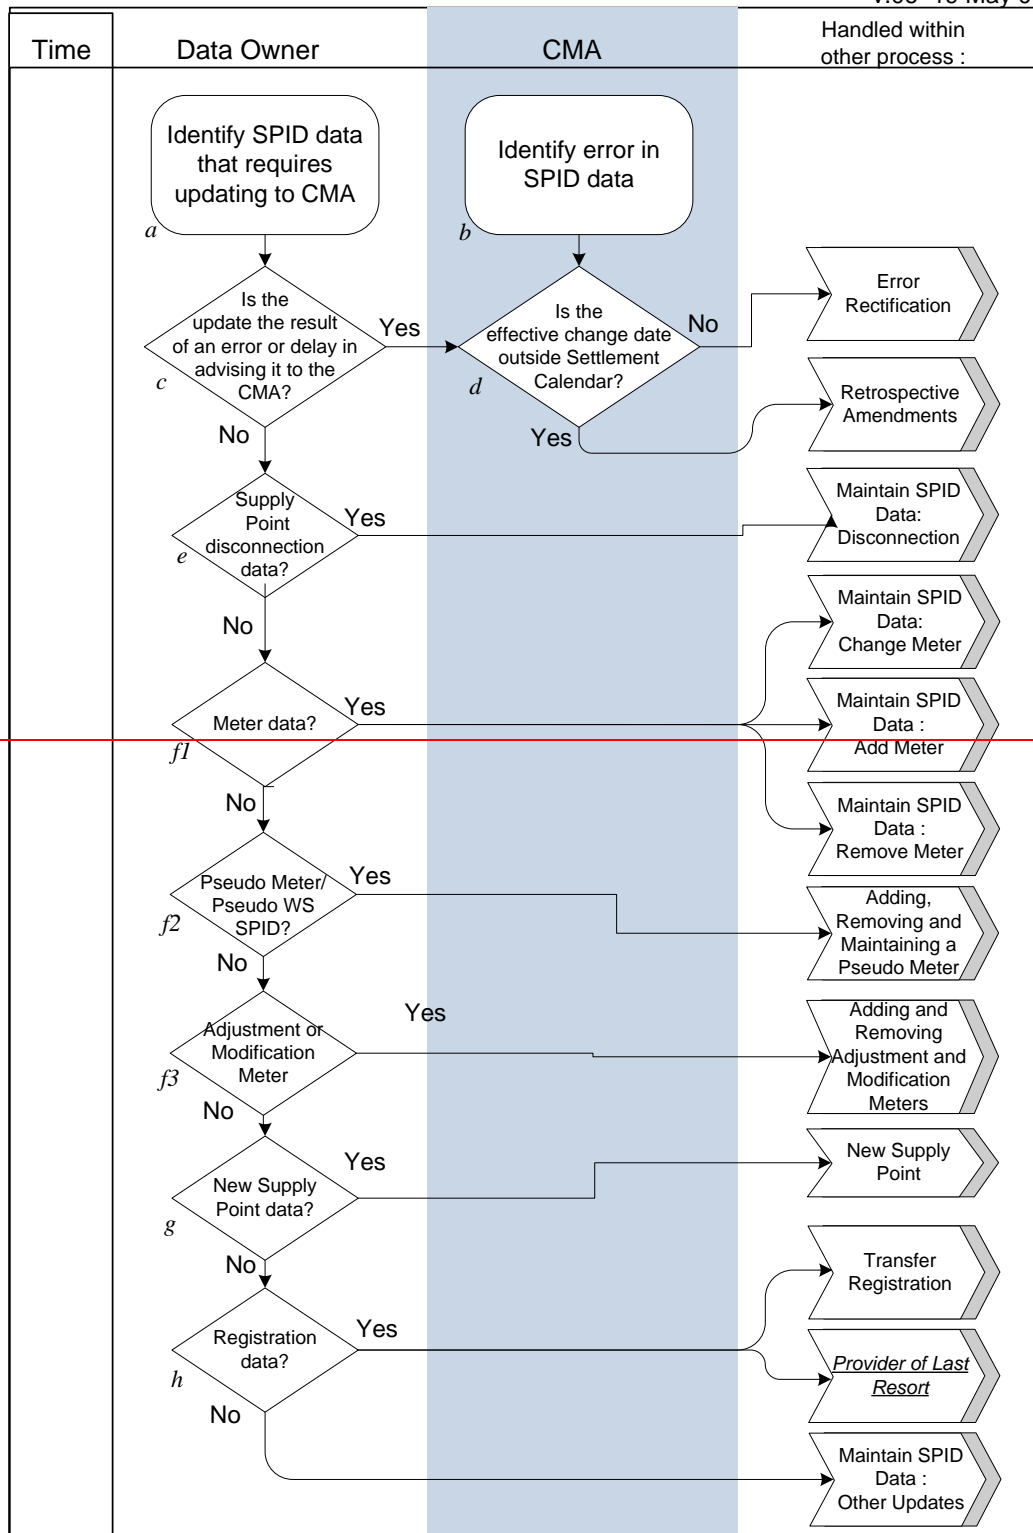 Time
Data Owner
CMA
Handled within
other process :
Identify SPID data
that requires
updating to CMA
a
Identify error in
SPID data
b
Is the
update the result
of an error or delay in
advising it to the
CMA?
c
Yes
No
Is the
effective change date
outside Settlement
Calendar?
d
No
Yes
Error
Rectification
Retrospective
Amendments
Supply
Point
disconnection
data?
e
Yes
No
Maintain SPID
Data:
Disconnection
Meter data?
f1
Yes
No
Maintain SPID
Data:
Change Meter
Maintain SPID
Data :
Add Meter
Maintain SPID
Data :
Remove Meter
Pseudo Meter/
Pseudo WS
SPID?
f2
Yes
No
Adding,
Removing and
Maintaining a
Pseudo Meter
Adjustment or
Modification
Meter
f3
Yes
No
Adding and
Removing
Adjustment and
Modification
Meters
New Supply
Point data?
g
Yes
No
New Supply
Point
Registration
data?
h
Yes
No
Transfer
Registration
Provider of Last
Resort
Maintain SPID
Data :
Other Updates